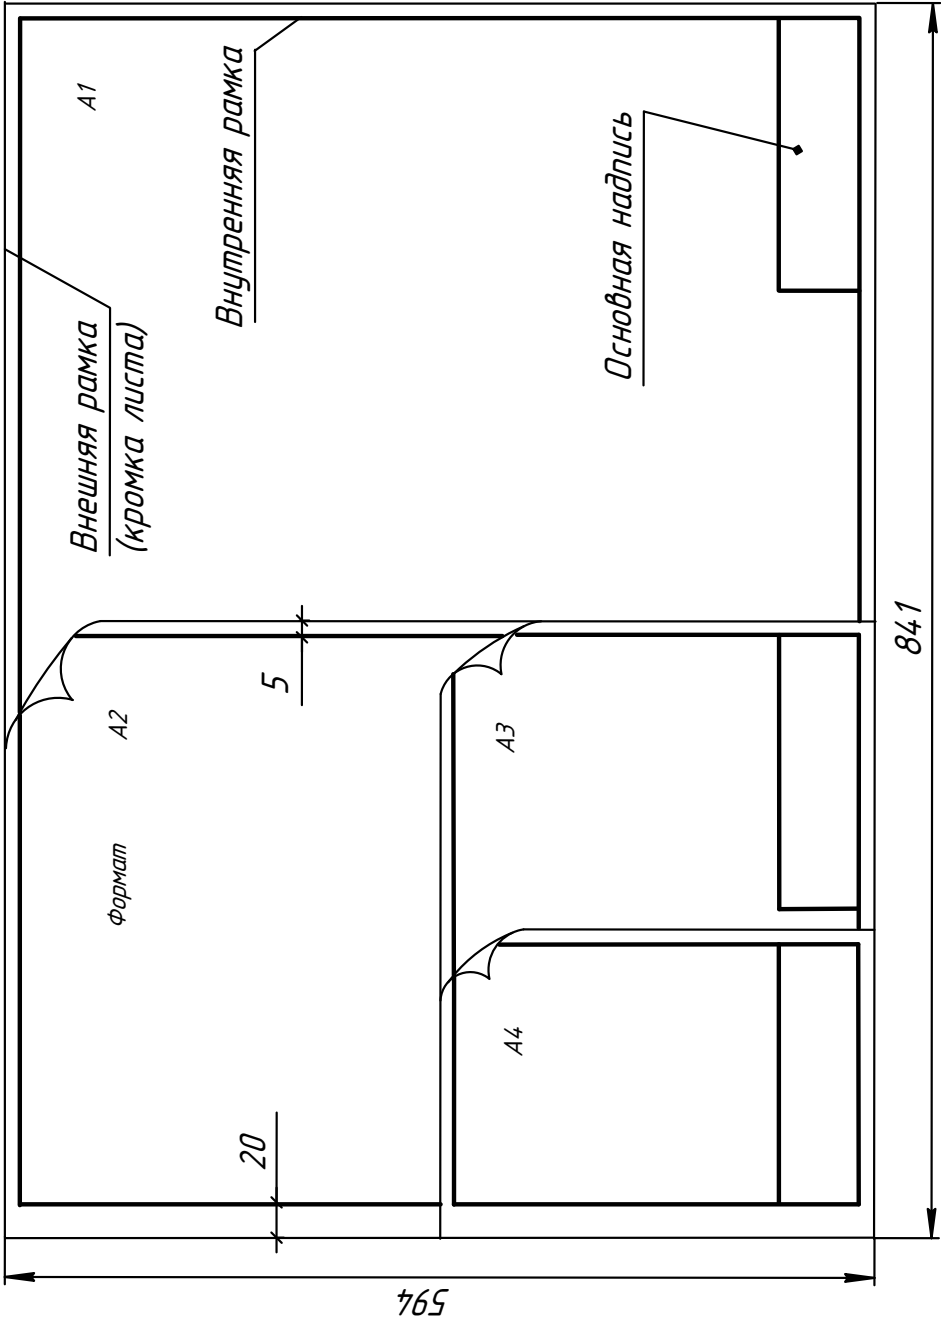 Формат
А2
А1
Внешняя рамка
(кромка листа)
Внутренняя рамка
20
5
А4
А3
Основная надпись
841
594